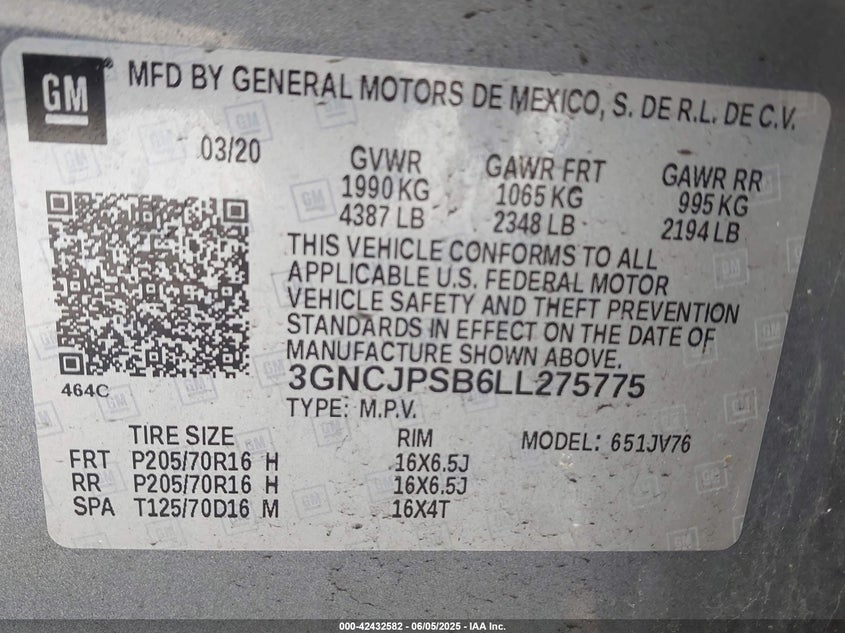 GM ® MFD BY GENERAL MOTORS DE MEXICO, S. DE R.L. DE C.V.
03/20
GVWR GAWR FRT GAWR RR
1990 KG 1065 KG 995 KG
4387 LB 2348 LB 2194 LB
THIS VEHICLE CONFORMS TO ALL
APPLICABLE U.S. FEDERAL MOTOR
VEHICLE SAFETY AND THEFT PREVENTION
STANDARDS IN EFFECT ON THE DATE OF
MANUFACTURE SHOWN ABOVE.
464C
3GNCJPSB6LL275775
TYPE: M.P.V.
TIRE SIZE RIM MODEL: 651JV76
FRT P205/70R16 H 16X6.5J
RR P205/70R16 H 16X6.5J
SPA T125/70D16 M 16X4T
000-42432582 - 06/05/2025 - IAA Inc.